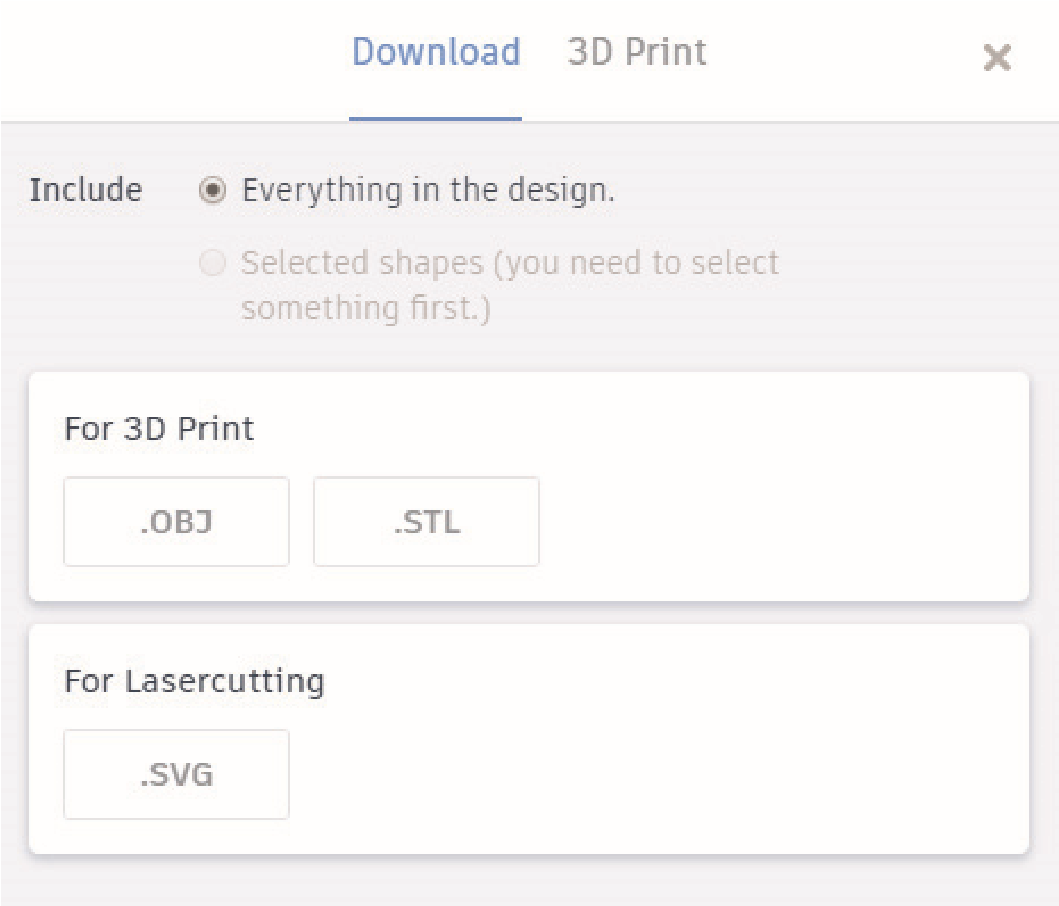 Download 3D Print
Include Everything in the design.
Selected shapes (you need to select
something first.)
For 3D Print
.OBJ .STL
For Lasercutting
.SVG